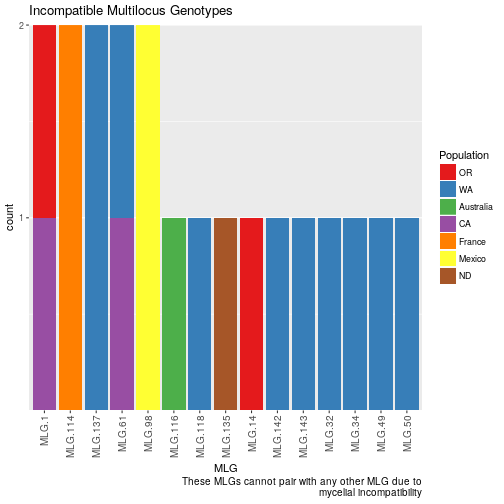 Incompatible Multilocus Genotypes
2
1
count
MLG.1
MLG.114
MLG.137
MLG.61
MLG.98
MLG.116
MLG.118
MLG.135
MLG.14
MLG.142
MLG.143
MLG.32
MLG.34
MLG.49
MLG.50
MLG
These MLGs cannot pair with any other MLG due to
mycelial incompatibility
Population
OR
WA
Australia
CA
France
Mexico
ND